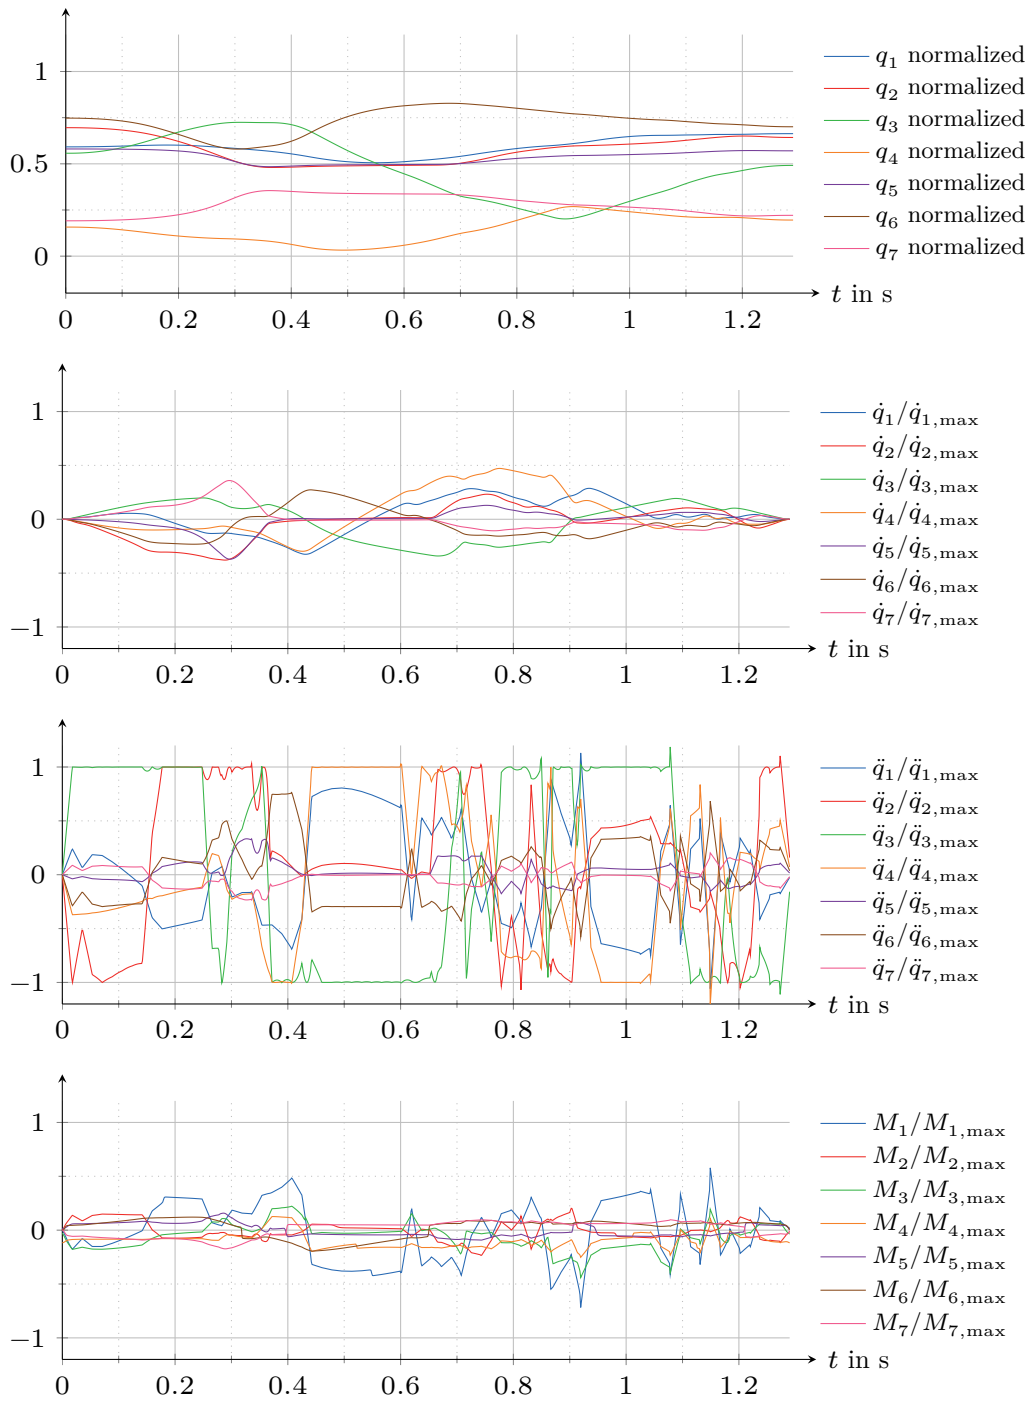 1
0.5
0
0
0.2
0.4
0.6
0.8
1
1.2
t in s
q₁ normalized
q₂ normalized
q₃ normalized
q₄ normalized
q₅ normalized
q₆ normalized
q₇ normalized
1
0
−1
0
0.2
0.4
0.6
0.8
1
1.2
t in s
q̇₁/q̇₁,max
q̇₂/q̇₂,max
q̇₃/q̇₃,max
q̇₄/q̇₄,max
q̇₅/q̇₅,max
q̇₆/q̇₆,max
q̇₇/q̇₇,max
1
0
−1
0
0.2
0.4
0.6
0.8
1
1.2
t in s
q̈₁/q̈₁,max
q̈₂/q̈₂,max
q̈₃/q̈₃,max
q̈₄/q̈₄,max
q̈₅/q̈₅,max
q̈₆/q̈₆,max
q̈₇/q̈₇,max
1
0
−1
0
0.2
0.4
0.6
0.8
1
1.2
t in s
M₁/M₁,max
M₂/M₂,max
M₃/M₃,max
M₄/M₄,max
M₅/M₅,max
M₆/M₆,max
M₇/M₇,max